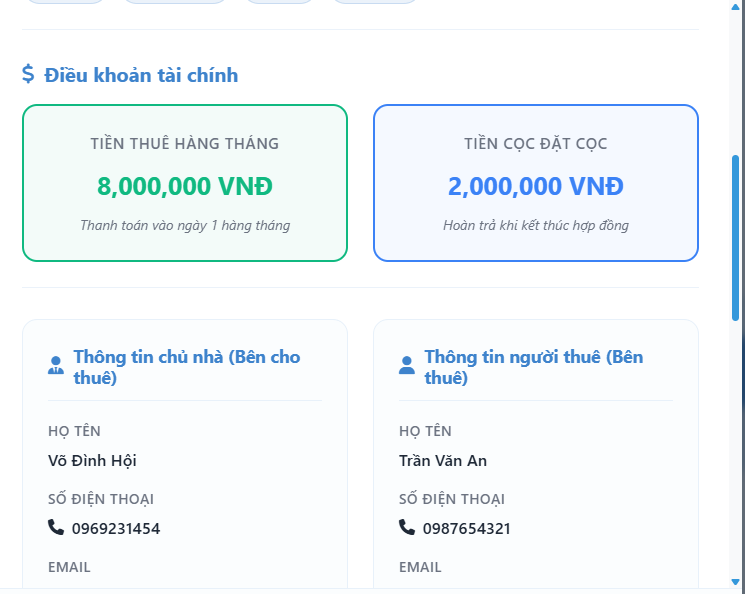 Điều khoản tài chính
TIỀN THUÊ HÀNG THÁNG
8,000,000 VNĐ
Thanh toán vào ngày 1 hàng tháng
TIỀN CỌC ĐẶT CỌC
2,000,000 VNĐ
Hoàn trả khi kết thúc hợp đồng
Thông tin chủ nhà (Bên cho
thuê)
HỌ TÊN
Võ Đình Hội
SỐ ĐIỆN THOẠI
0969231454
EMAIL
Thông tin người thuê (Bên
thuê)
HỌ TÊN
Trần Văn An
SỐ ĐIỆN THOẠI
0987654321
EMAIL